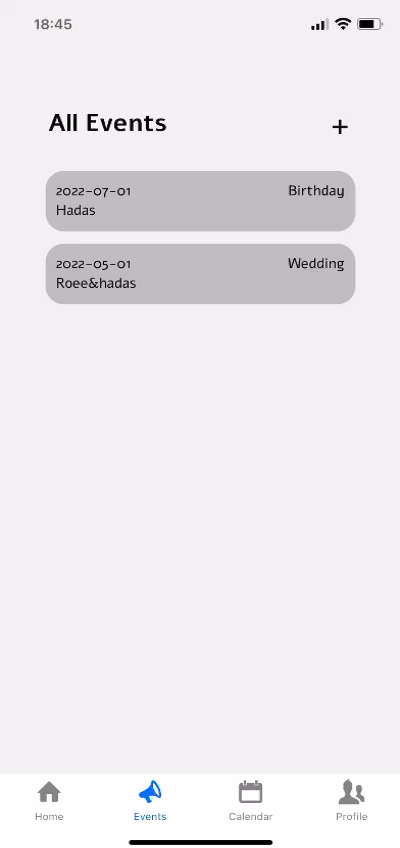 18:45
All Events
+
2022-07-01 Birthday
Hadas
2022-05-01 Wedding
Roee&hadas
Home Events Calendar Profile